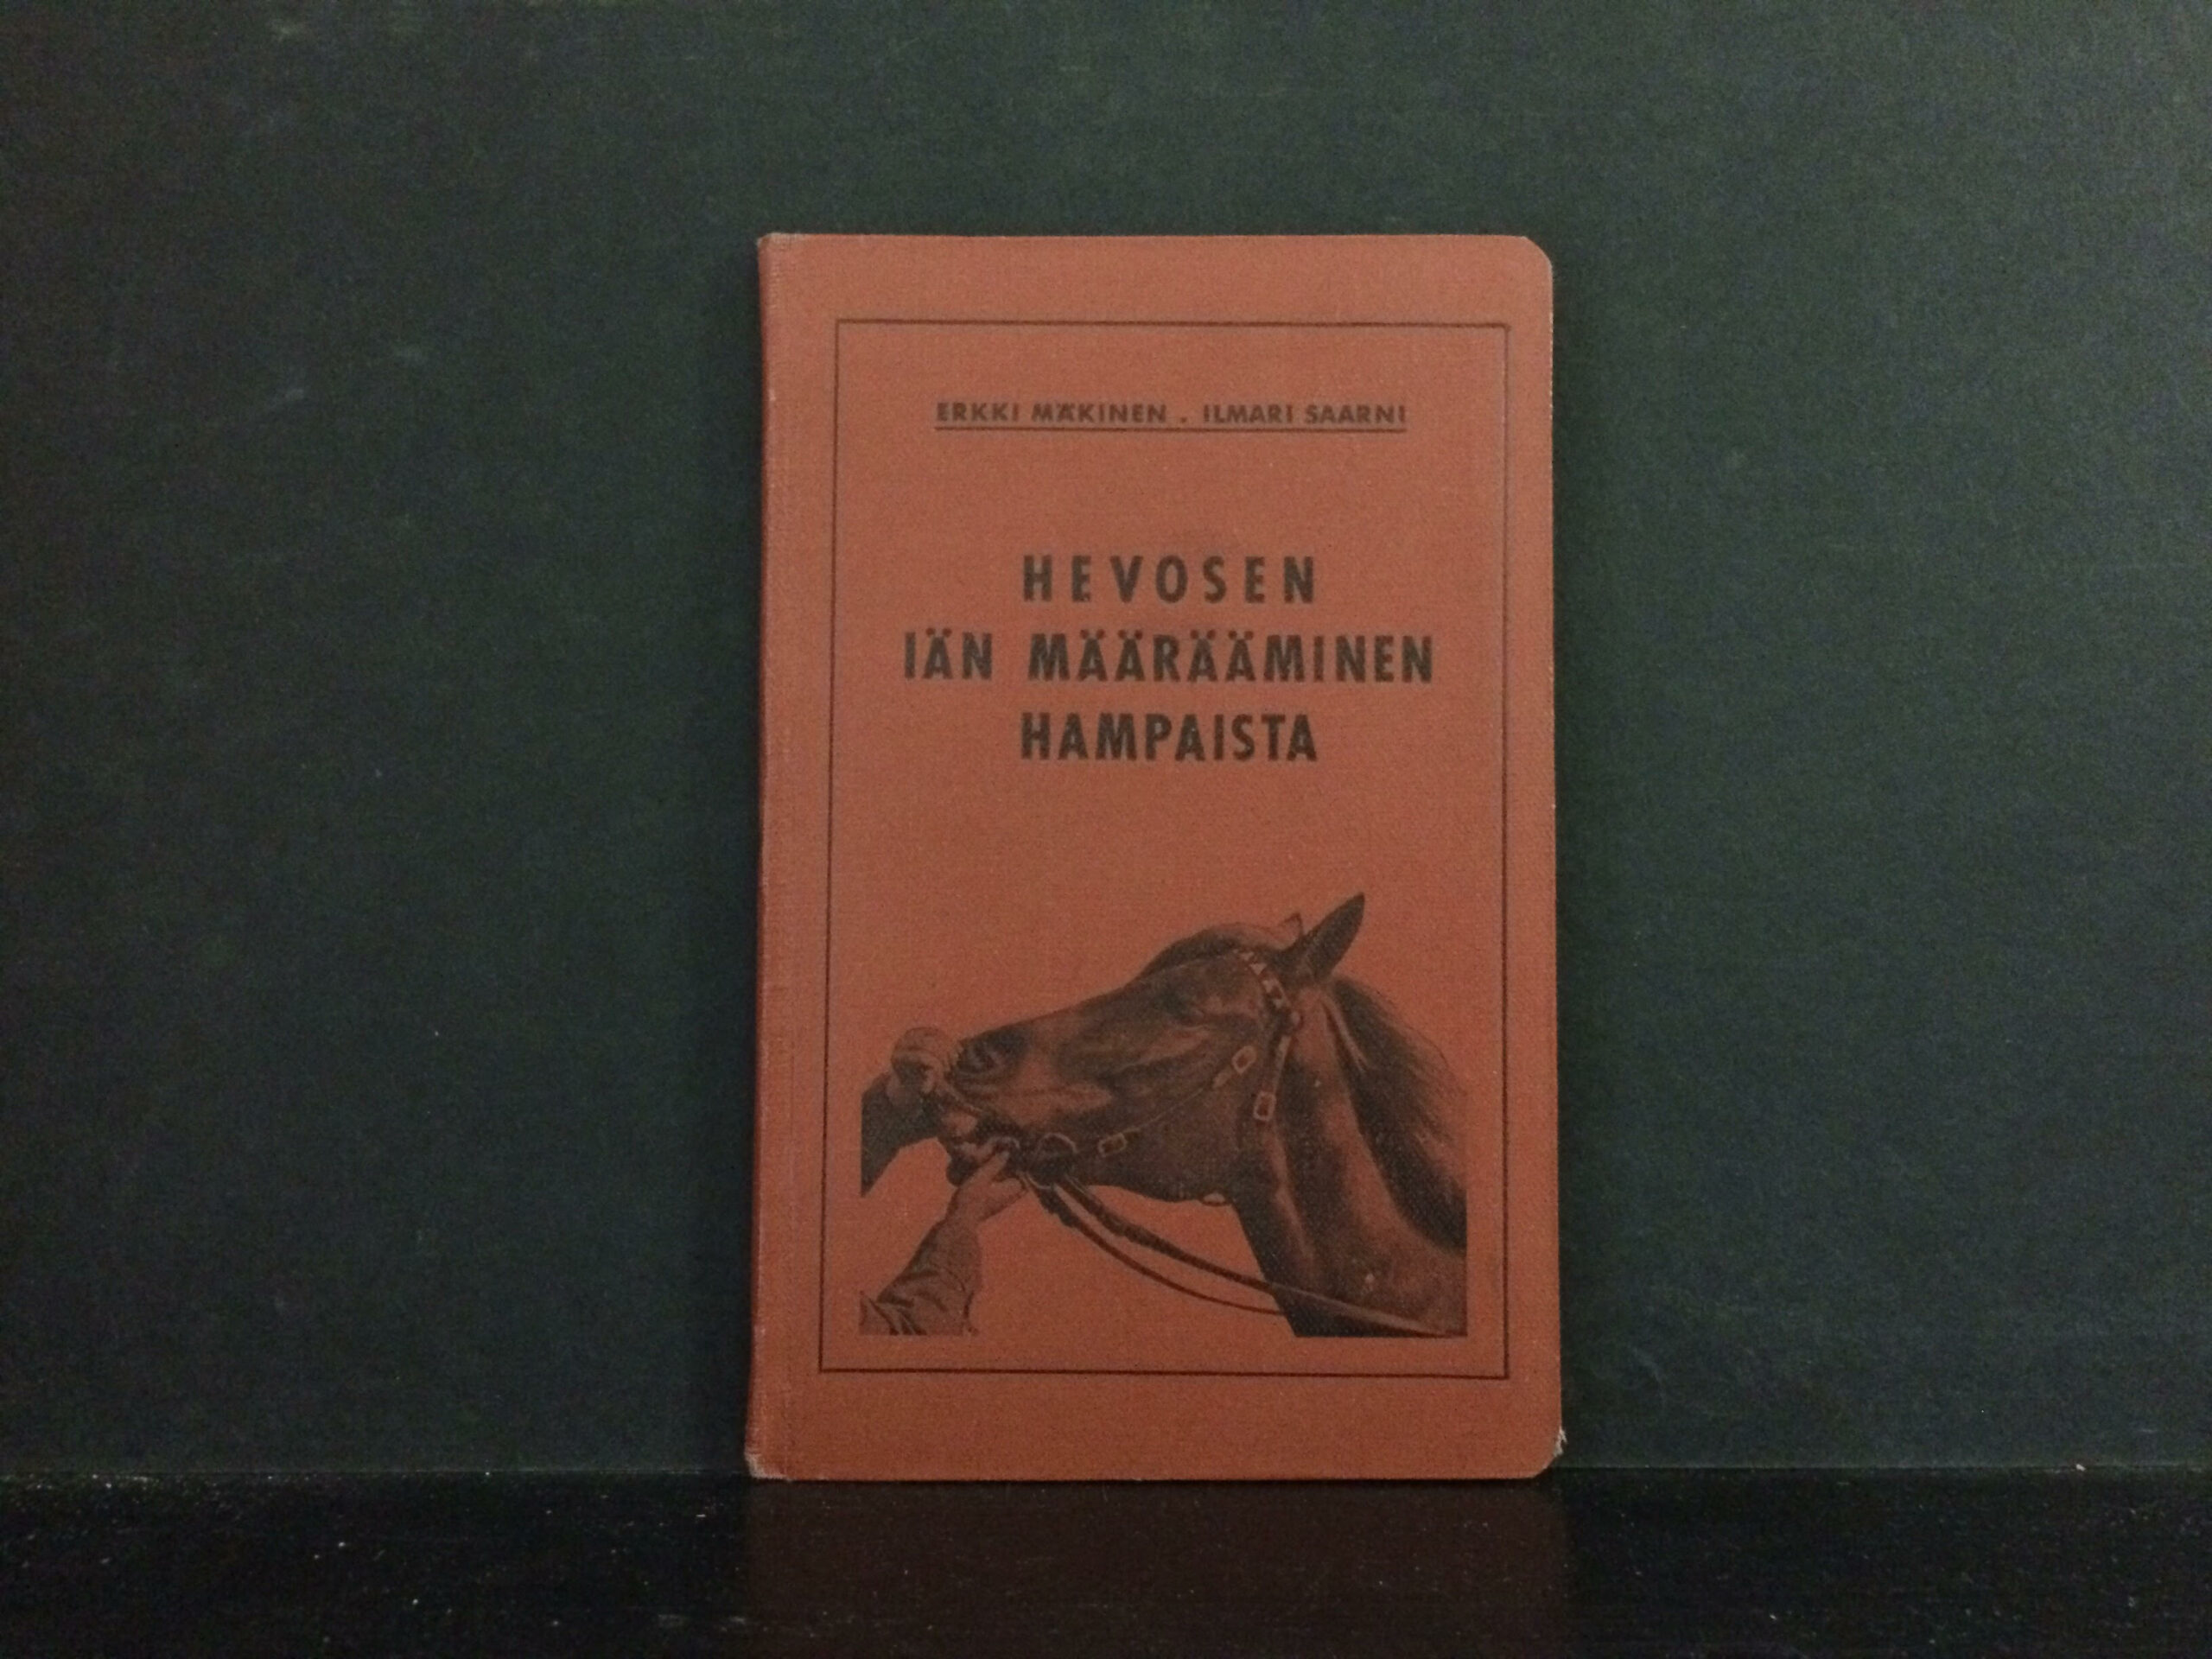 ERKKI MÄKINEN . ILMARI SAARNI
HEVOSEN
IÄN MÄÄRÄÄMINEN
HAMPAISTA